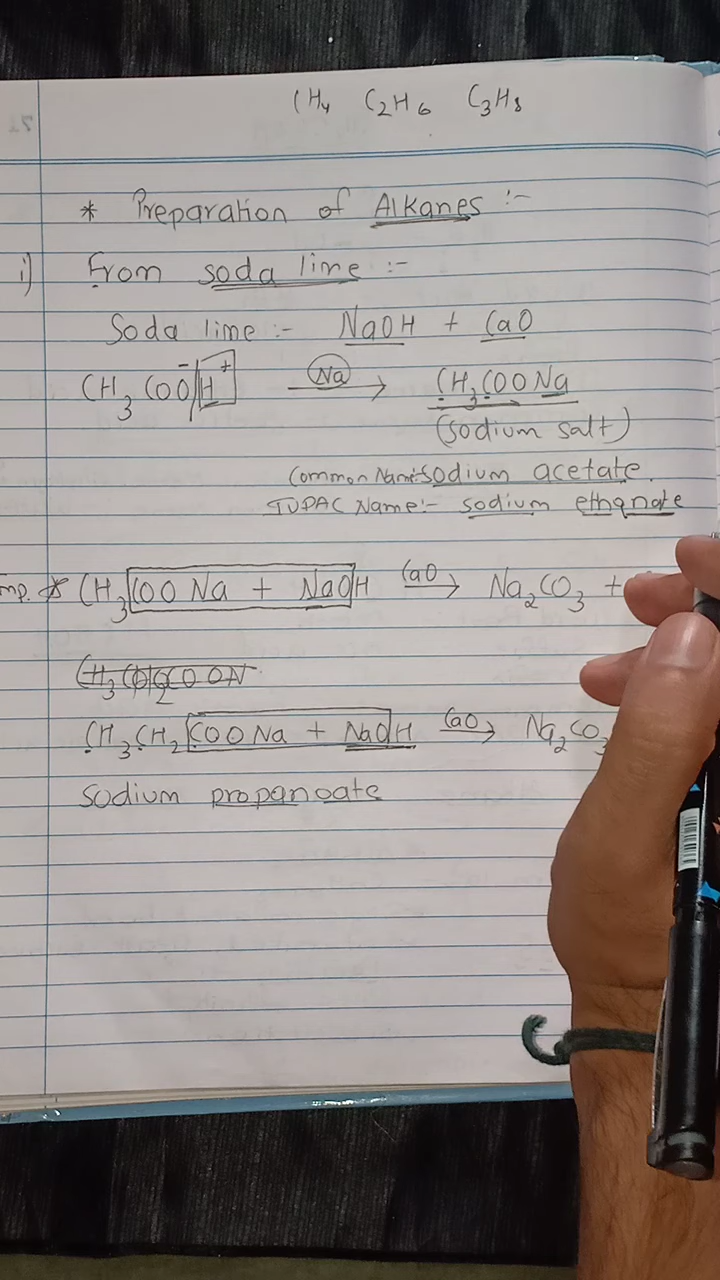 CH4 C2H6 C3H8
* Preparation of Alkanes :-
i) From soda lime :-
Soda lime :- NaOH + CaO
CH3COO⁻H⁺ Na → CH3COONa
(sodium salt)
Common Name:- sodium acetate.
IUPAC Name:- sodium ethanate
Imp. * CH3COONa + NaOH CaO → Na2CO3 +
CH3CH2COONa + NaOH CaO → Na2CO3
sodium propanoate